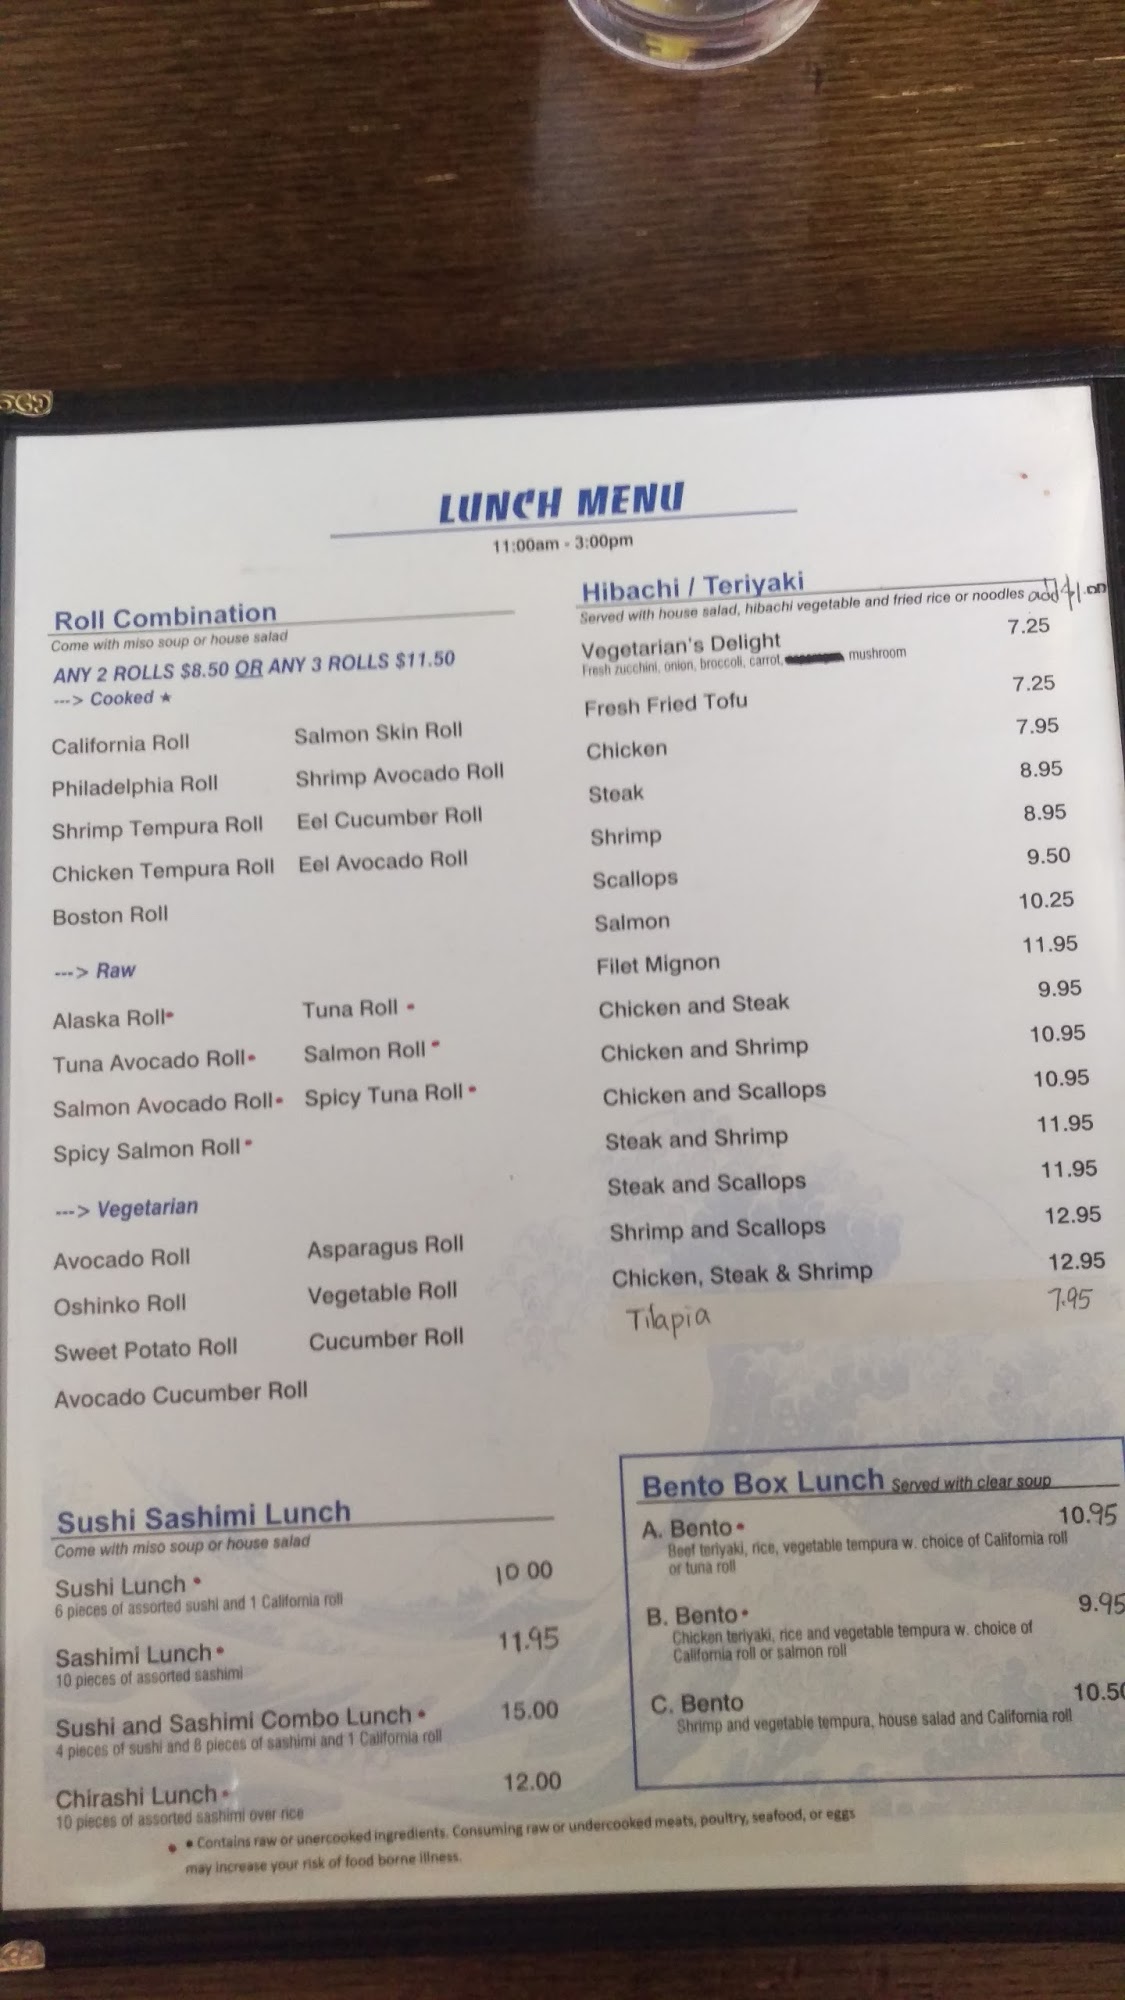 LUNCH MENU
11:00am - 3:00pm
Roll Combination
Come with miso soup or house salad
ANY 2 ROLLS $8.50 OR ANY 3 ROLLS $11.50
---> Cooked ★
California Roll Salmon Skin Roll
Philadelphia Roll Shrimp Avocado Roll
Shrimp Tempura Roll Eel Cucumber Roll
Chicken Tempura Roll Eel Avocado Roll
Boston Roll
---> Raw
Alaska Roll• Tuna Roll •
Tuna Avocado Roll• Salmon Roll •
Salmon Avocado Roll• Spicy Tuna Roll •
Spicy Salmon Roll •
---> Vegetarian
Avocado Roll Asparagus Roll
Oshinko Roll Vegetable Roll
Sweet Potato Roll Cucumber Roll
Avocado Cucumber Roll
Hibachi / Teriyaki
Served with house salad, hibachi vegetable and fried rice or noodles add $1.00
Vegetarian's Delight 7.25
Fresh zucchini, onion, broccoli, carrot, mushroom
Fresh Fried Tofu 7.25
Chicken 7.95
Steak 8.95
Shrimp 8.95
Scallops 9.50
Salmon 10.25
Filet Mignon 11.95
Chicken and Steak 9.95
Chicken and Shrimp 10.95
Chicken and Scallops 10.95
Steak and Shrimp 11.95
Steak and Scallops 11.95
Shrimp and Scallops 12.95
Chicken, Steak & Shrimp 12.95
Tilapia 7.95
Sushi Sashimi Lunch
Come with miso soup or house salad
Sushi Lunch • 10 00
6 pieces of assorted sushi and 1 California roll
Sashimi Lunch • 11.95
10 pieces of assorted sashimi
Sushi and Sashimi Combo Lunch • 15.00
4 pieces of sushi and 8 pieces of sashimi and 1 California roll
Chirashi Lunch • 12.00
10 pieces of assorted sashimi over rice
Bento Box Lunch Served with clear soup
A. Bento • 10.95
Beef teriyaki, rice, vegetable tempura w. choice of California roll
or tuna roll
B. Bento • 9.95
Chicken teriyaki, rice and vegetable tempura w. choice of
California roll or salmon roll
C. Bento 10.50
Shrimp and vegetable tempura, house salad and California roll
• • Contains raw or unercooked ingredients. Consuming raw or undercooked meats, poultry, seafood, or eggs
may increase your risk of food borne illness.